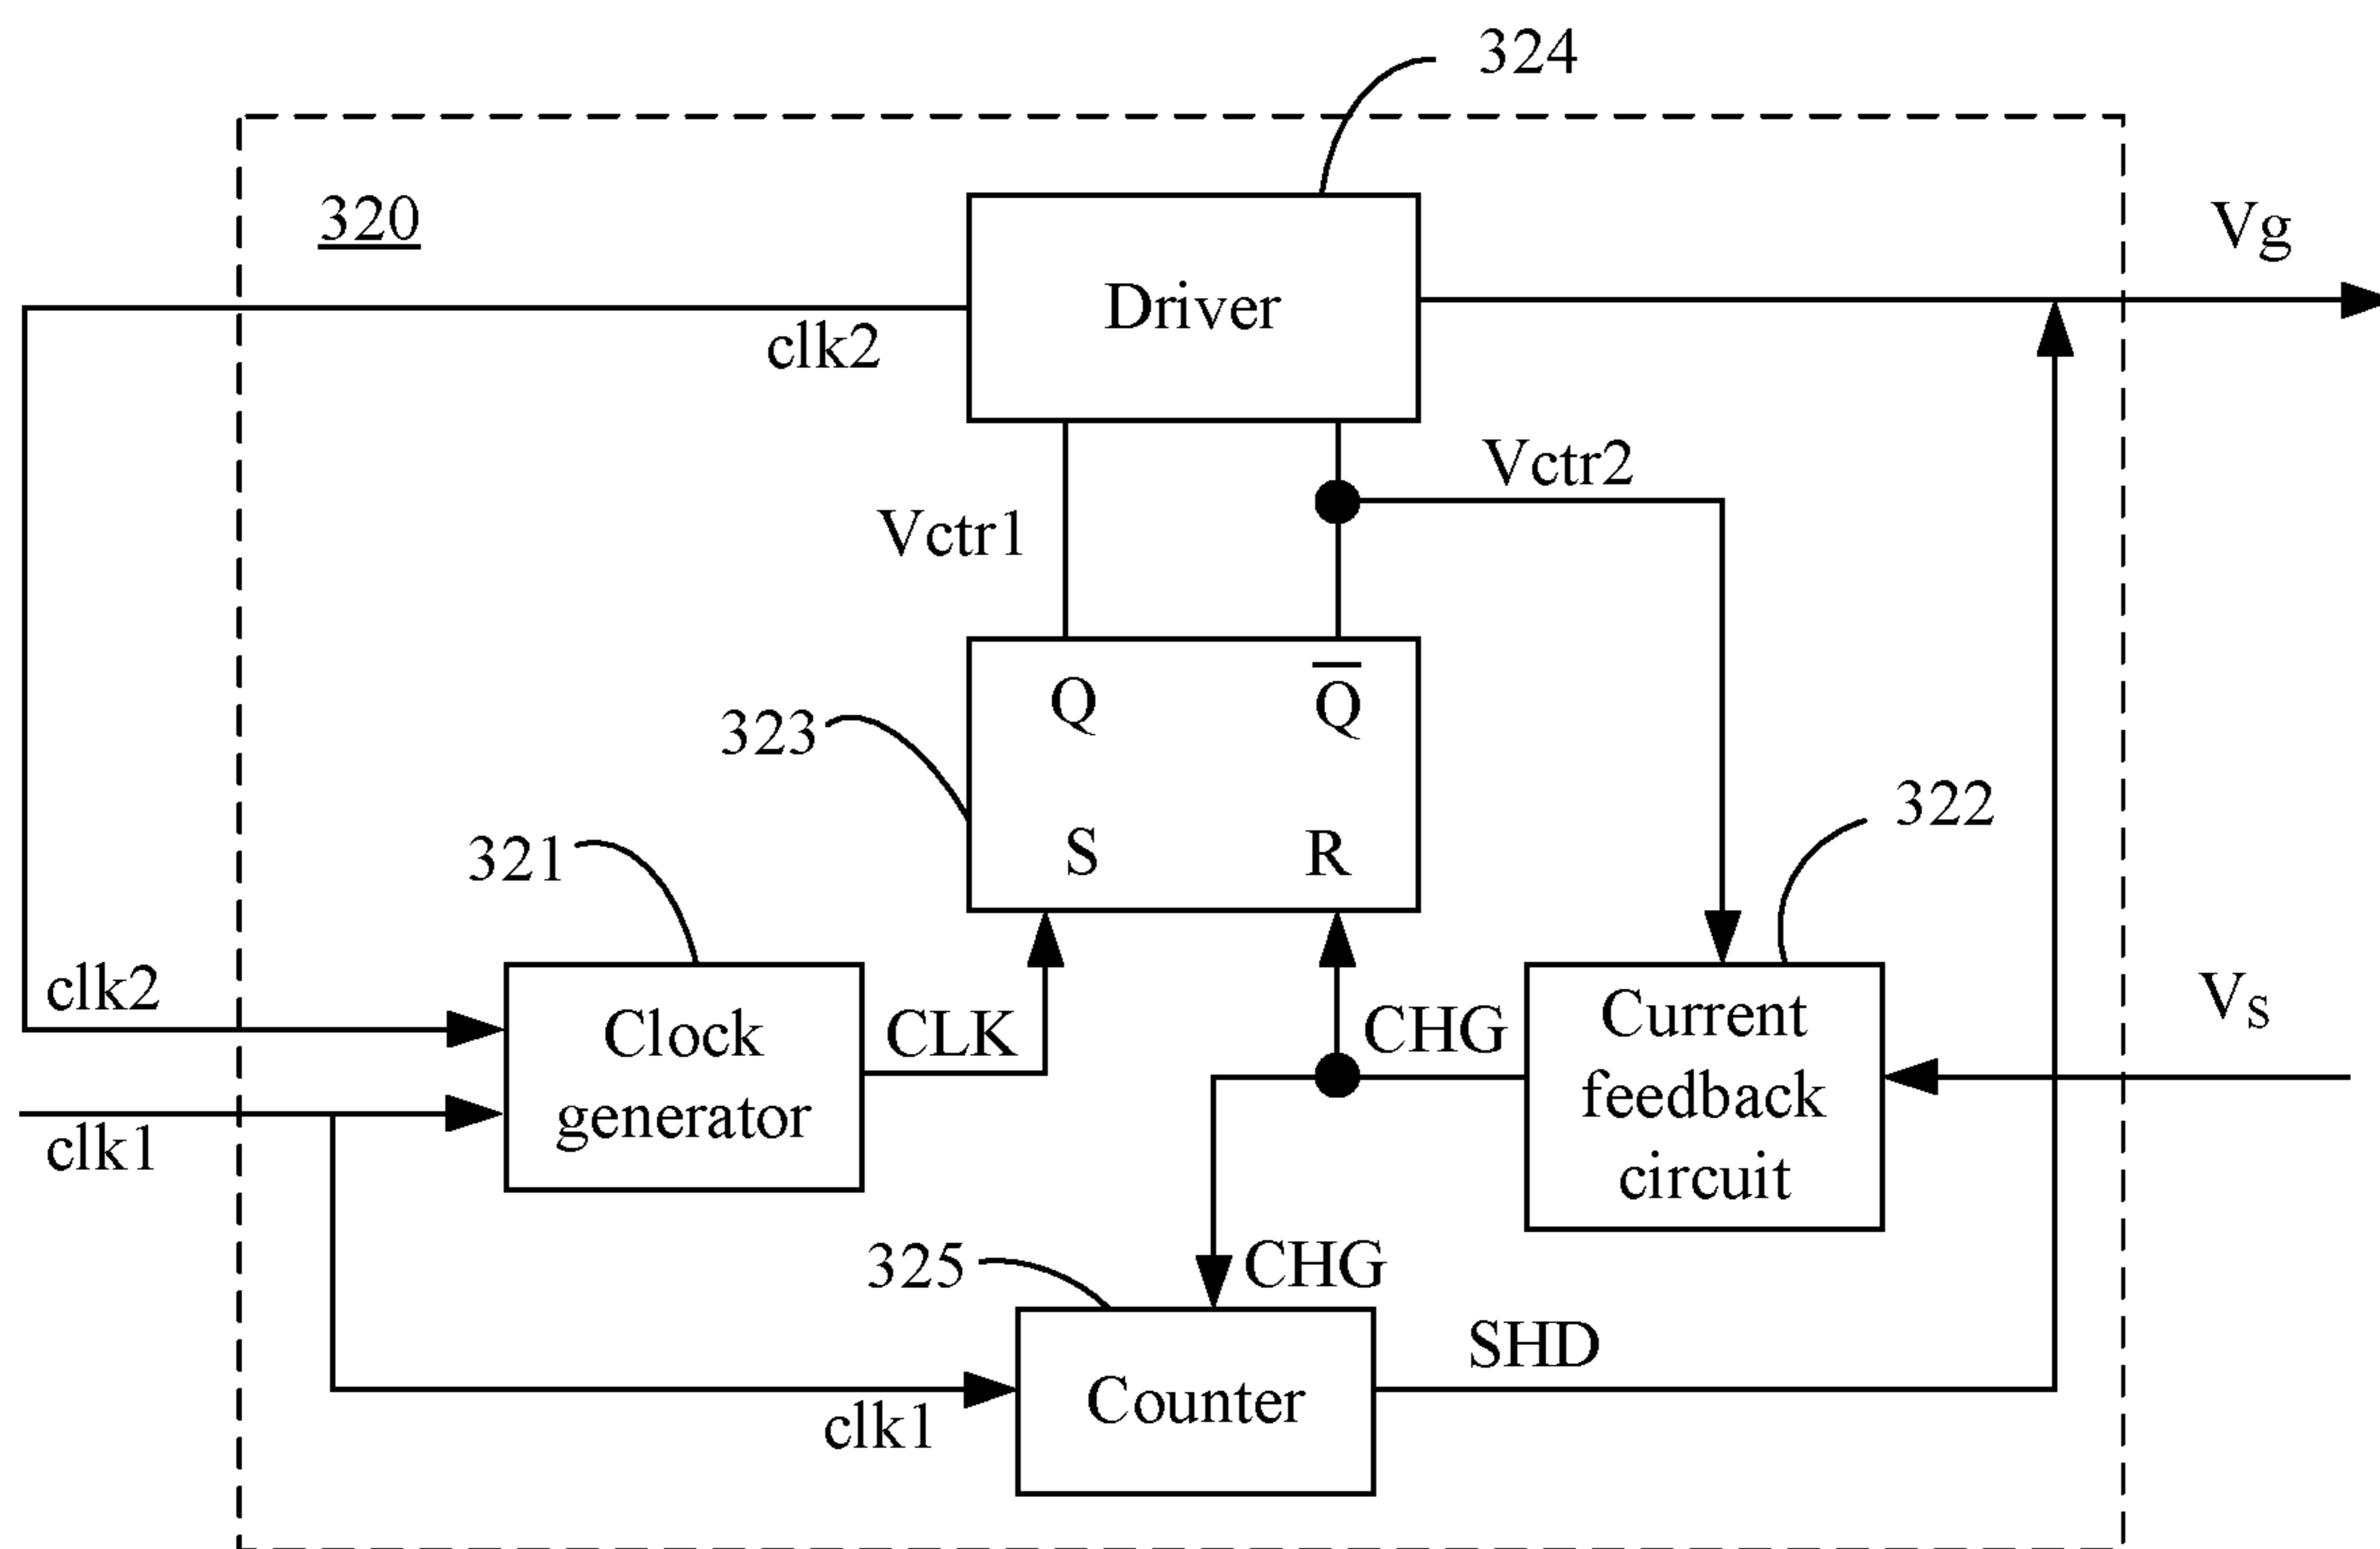 324
320
Vg
Driver
clk2
Vctr2
Vctr1
Q
Q
323
322
S
R
321
clk2
Clock
generator
CLK
CHG
Current
feedback
circuit
Vs
clk1
325
CHG
SHD
Counter
clk1